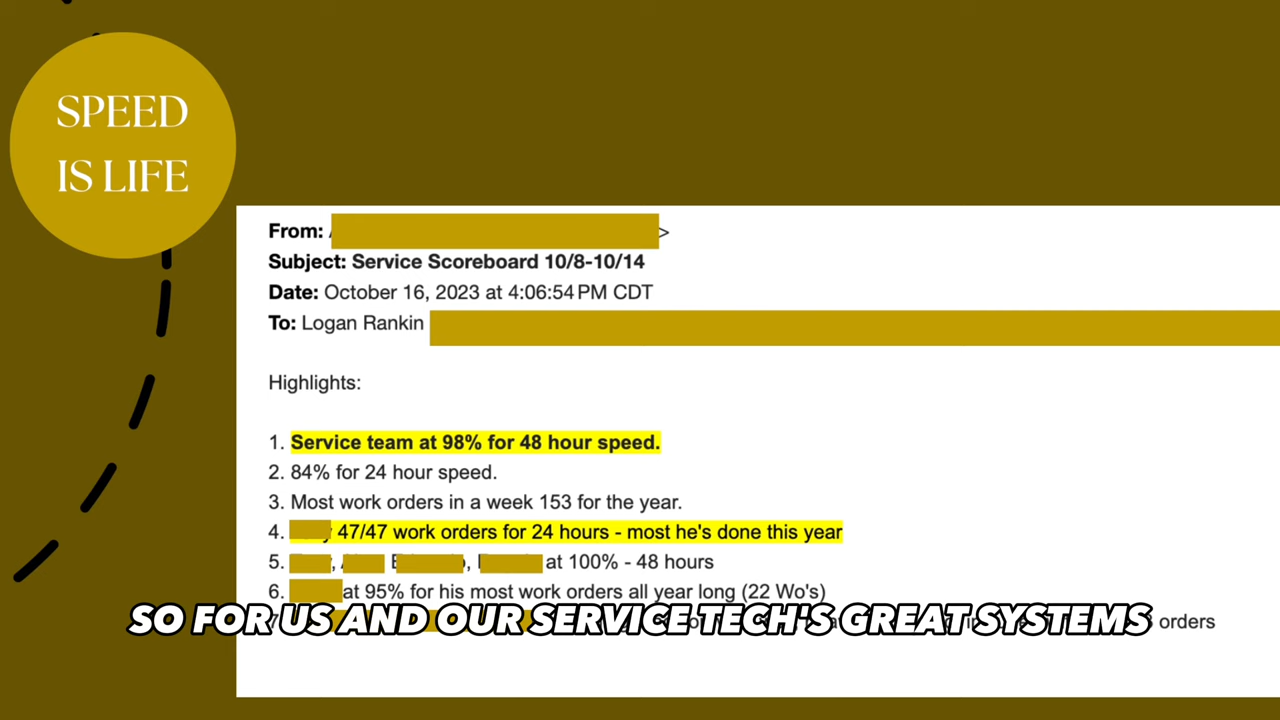 SPEED
IS LIFE
From:
>
Subject: Service Scoreboard 10/8-10/14
Date: October 16, 2023 at 4:06:54 PM CDT
To: Logan Rankin
Highlights:
1. Service team at 98% for 48 hour speed.
2. 84% for 24 hour speed.
3. Most work orders in a week 153 for the year.
4. 47/47 work orders for 24 hours - most he's done this year
5. , , at 100% - 48 hours
6. at 95% for his most work orders all year long (22 Wo's)
orders
SO FOR US AND OUR SERVICE TECH'S GREAT SYSTEMS